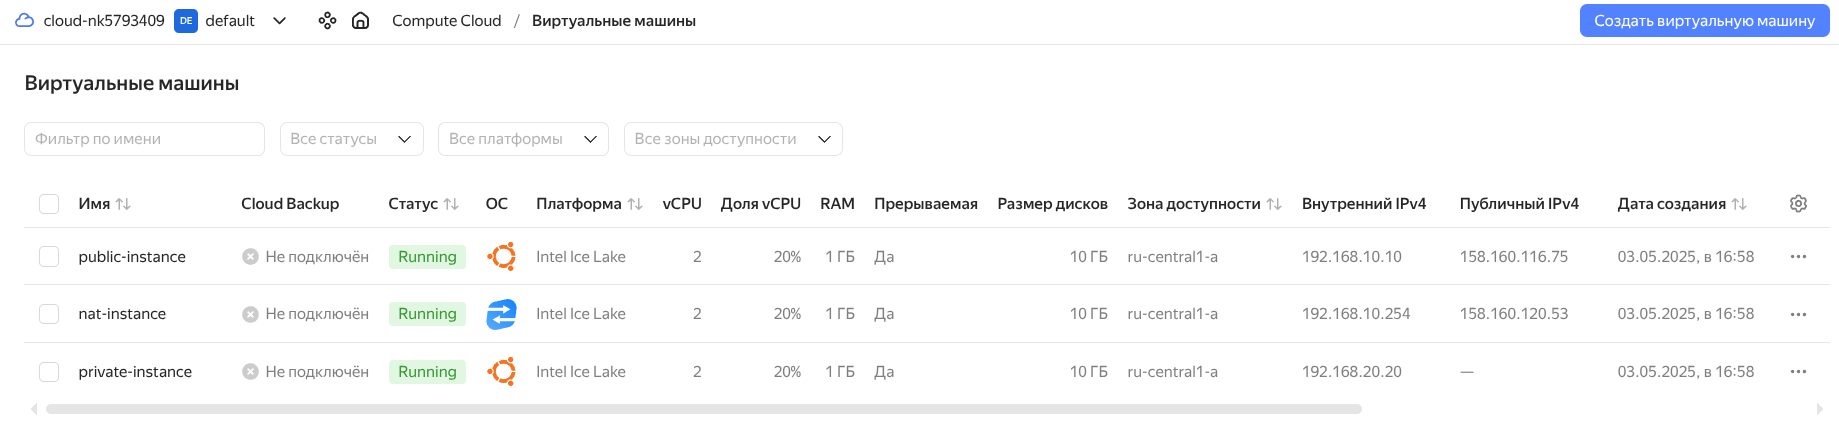 cloud-nk5793409 DE default Compute Cloud / Виртуальные машины Создать виртуальную машину
Виртуальные машины
Фильтр по имени Все статусы Все платформы Все зоны доступности
Имя Cloud Backup Статус ОС Платформа vCPU Доля vCPU RAM Прерываемая Размер дисков Зона доступности Внутренний IPv4 Публичный IPv4 Дата создания
public-instance Не подключён Running Intel Ice Lake 2 20% 1 ГБ Да 10 ГБ ru-central1-a 192.168.10.10 158.160.116.75 03.05.2025, в 16:58
nat-instance Не подключён Running Intel Ice Lake 2 20% 1 ГБ Да 10 ГБ ru-central1-a 192.168.10.254 158.160.120.53 03.05.2025, в 16:58
private-instance Не подключён Running Intel Ice Lake 2 20% 1 ГБ Да 10 ГБ ru-central1-a 192.168.20.20 — 03.05.2025, в 16:58